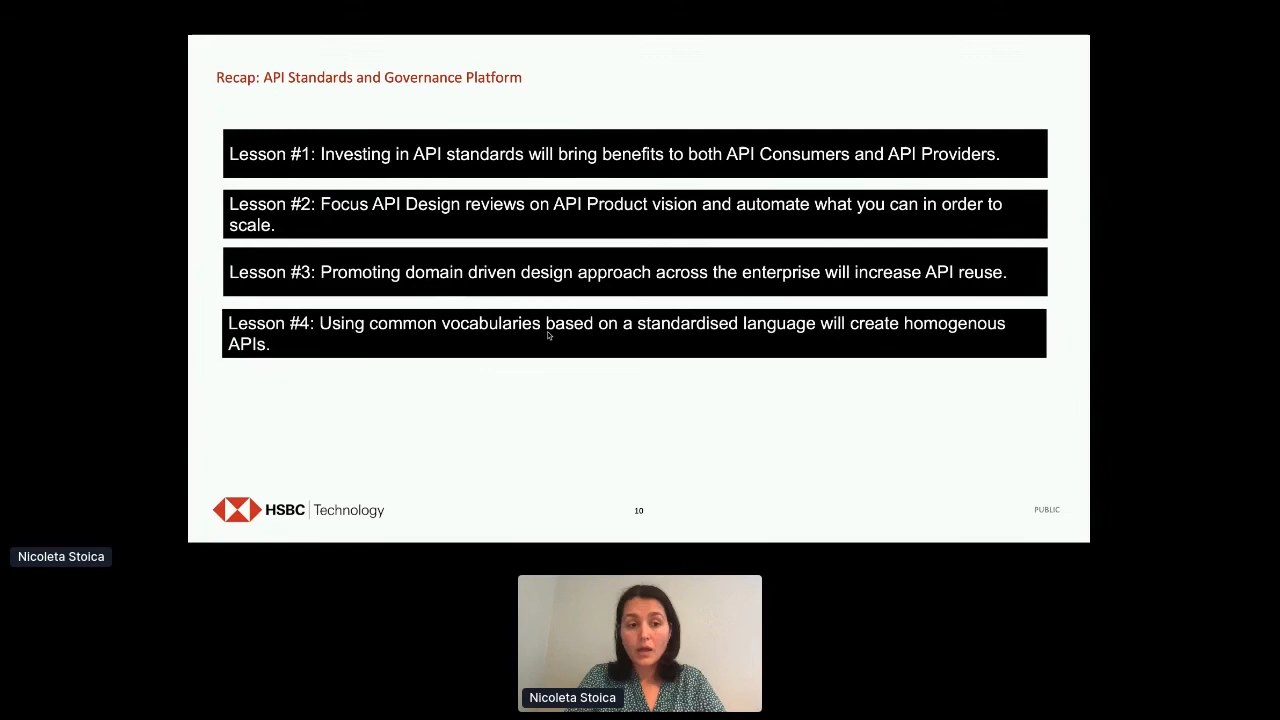 Recap: API Standards and Governance Platform
Lesson #1: Investing in API standards will bring benefits to both API Consumers and API Providers.
Lesson #2: Focus API Design reviews on API Product vision and automate what you can in order to
scale.
Lesson #3: Promoting domain driven design approach across the enterprise will increase API reuse.
Lesson #4: Using common vocabularies based on a standardised language will create homogenous
APIs.
HSBC Technology
10
PUBLIC
Nicoleta Stoica
Nicoleta Stoica